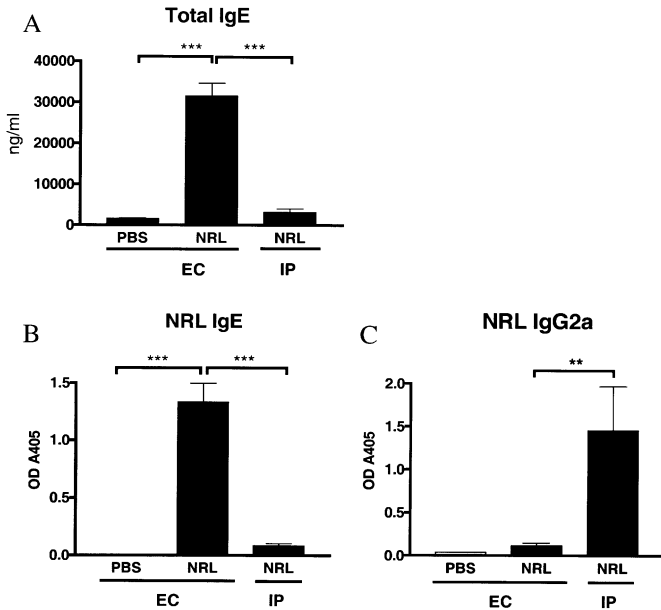 A
Total IgE
*** ***
40000
30000
ng/ml
20000
10000
0
PBS NRL NRL
EC IP
B
NRL IgE
*** ***
1.5
1.0
OD A405
0.5
0.0
PBS NRL NRL
EC IP
C
NRL IgG2a
**
2.0
1.5
OD A405
1.0
0.5
0.0
PBS NRL NRL
EC IP